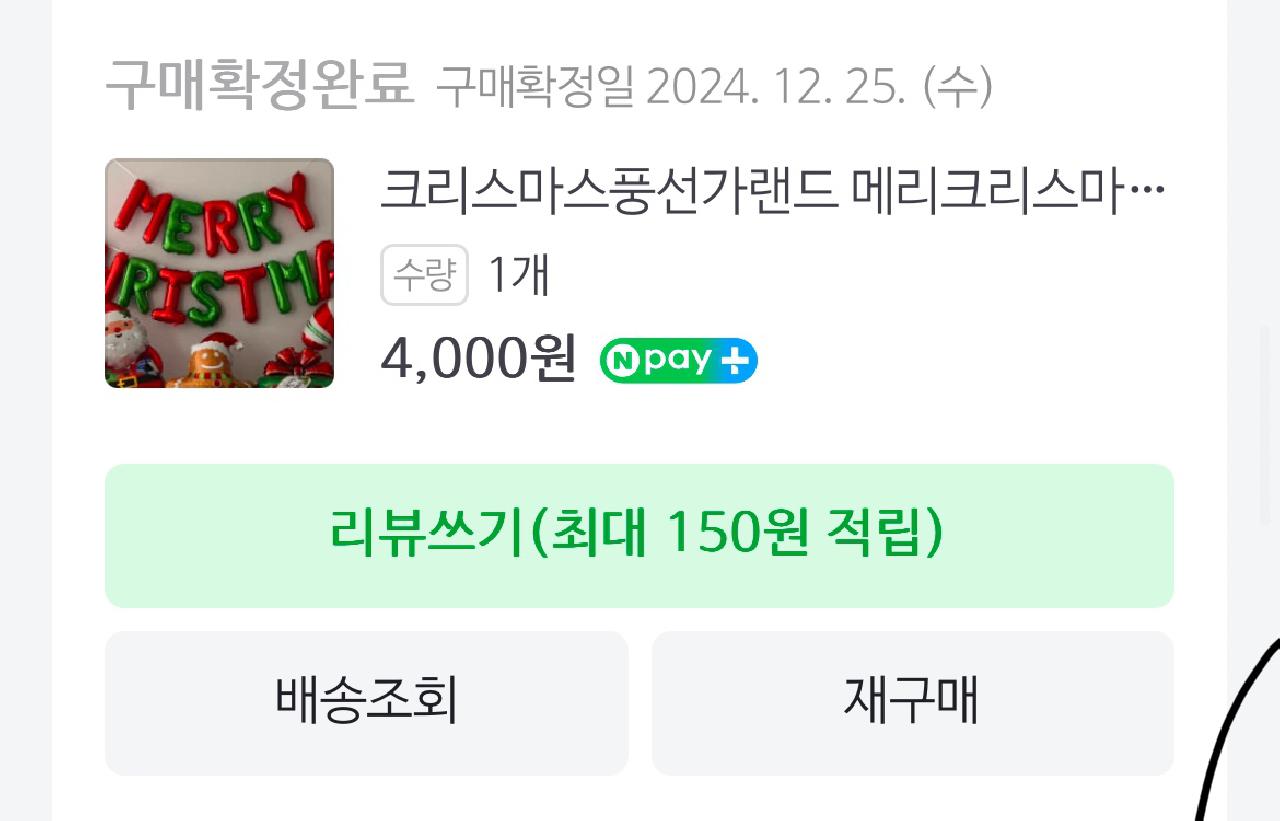 구매확정완료 구매확정일 2024. 12. 25. (수)
MERRY
RISTM
크리스마스풍선가랜드 메리크리스마…
수량 1개
4,000원 N pay +
리뷰쓰기(최대 150원 적립)
배송조회 재구매